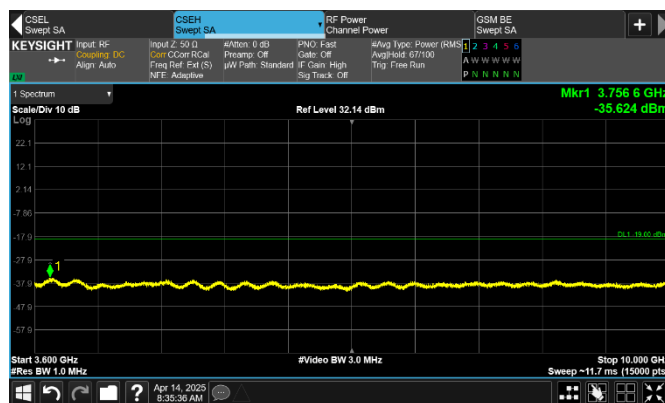 CSEL
Swept SA
CSEH
Swept SA
RF Power
Channel Power
GSM BE
Swept SA
+
KEYSIGHT
Input: RF
Coupling: DC
Align: Auto
Input Z: 50 Ω
Corr CCorr RCal
Freq Ref: Ext (S)
NFE: Adaptive
#Atten: 0 dB
Preamp: Off
µW Path: Standard
PNO: Fast
Gate: Off
IF Gain: High
Sig Track: Off
#Avg Type: Power (RMS
Avg|Hold: 67/100
Trig: Free Run
1 2 3 4 5 6
A W W W W W
P N N N N N
1 Spectrum
Mkr1 3.756 6 GHz
Scale/Div 10 dB
Ref Level 32.14 dBm
-35.624 dBm
Log
22.1
12.1
2.14
-7.86
-17.9
DL1 -19.00 dBm
-27.9
1
-37.9
-47.9
-57.9
Start 3.600 GHz
#Video BW 3.0 MHz
Stop 10.000 GHz
#Res BW 1.0 MHz
Sweep ~11.7 ms (15000 pts
?
Apr 14, 2025
8:35:36 AM